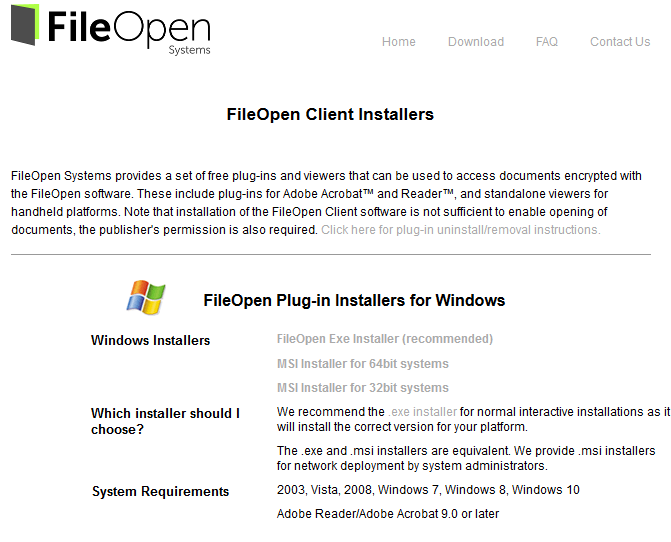 FileOpen
Systems
Home Download FAQ Contact Us
FileOpen Client Installers
FileOpen Systems provides a set of free plug-ins and viewers that can be used to access documents encrypted with
the FileOpen software. These include plug-ins for Adobe Acrobat™ and Reader™, and standalone viewers for
handheld platforms. Note that installation of the FileOpen Client software is not sufficient to enable opening of
documents, the publisher's permission is also required. Click here for plug-in uninstall/removal instructions.
FileOpen Plug-in Installers for Windows
Windows Installers
FileOpen Exe Installer (recommended)
MSI Installer for 64bit systems
MSI Installer for 32bit systems
Which installer should I
choose?
We recommend the .exe installer for normal interactive installations as it
will install the correct version for your platform.
The .exe and .msi installers are equivalent. We provide .msi installers
for network deployment by system administrators.
System Requirements
2003, Vista, 2008, Windows 7, Windows 8, Windows 10
Adobe Reader/Adobe Acrobat 9.0 or later